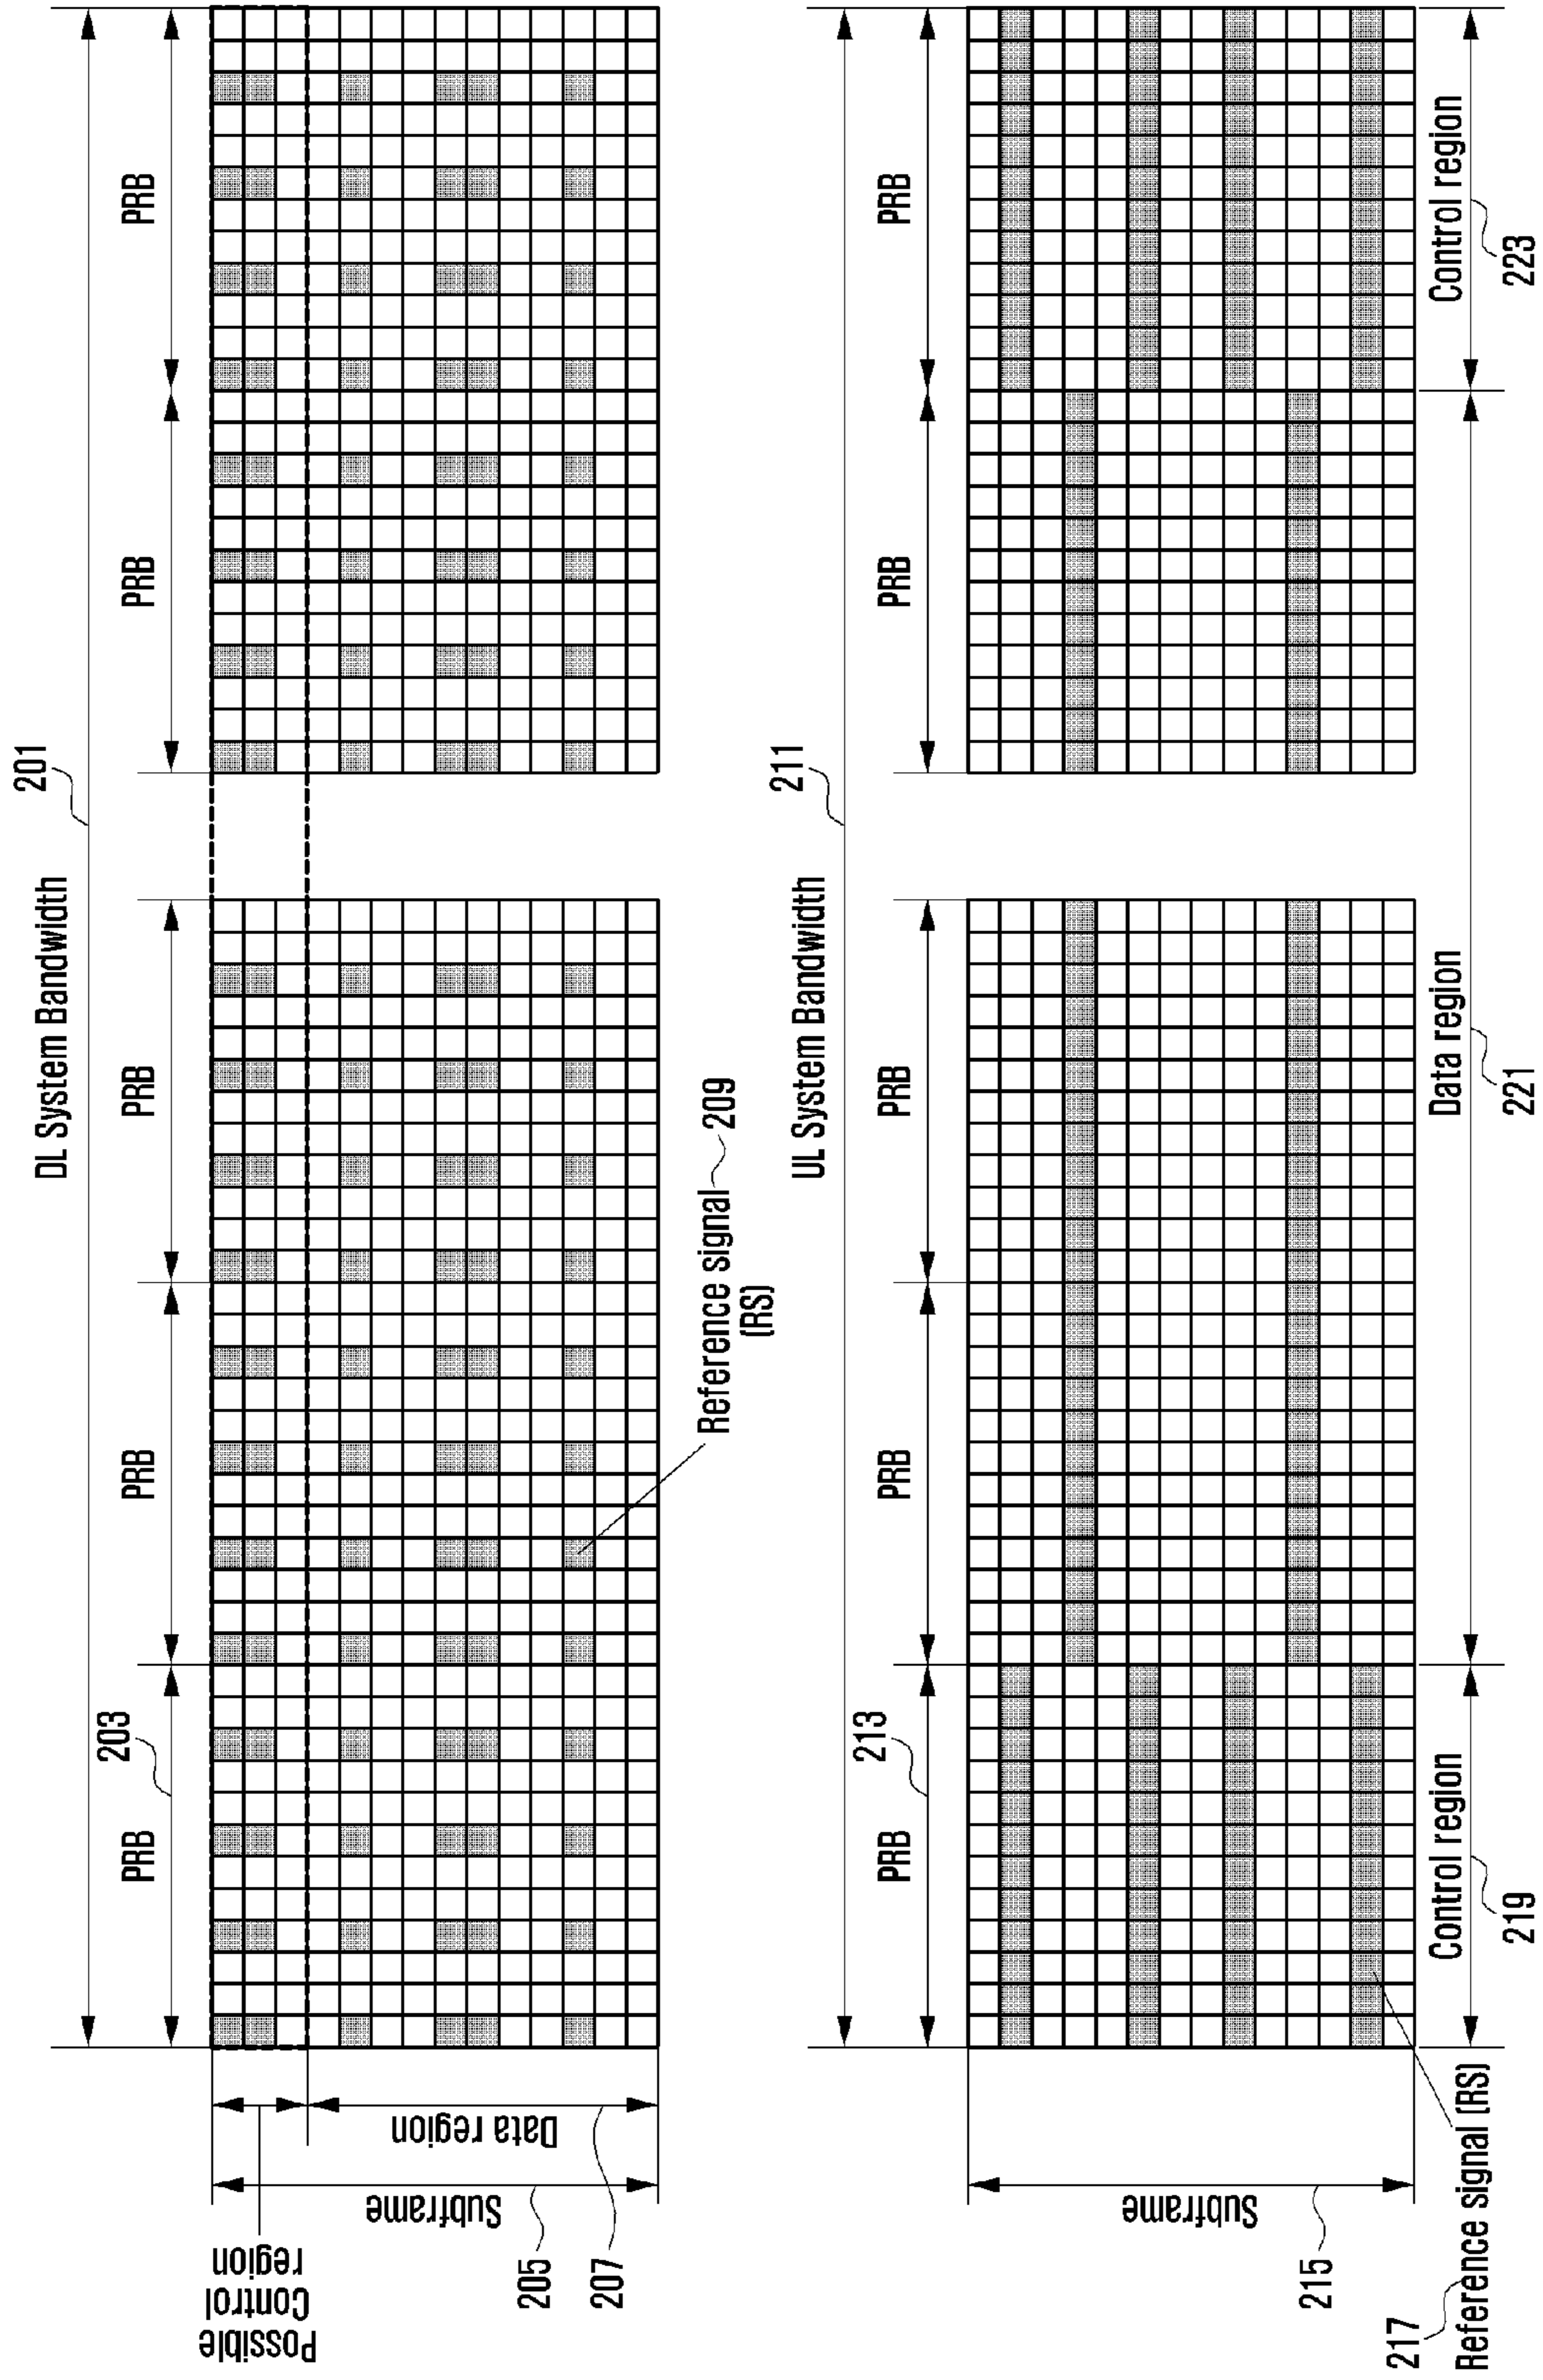 201
DL System Bandwidth
203
PRB
PRB
PRB
PRB
PRB
Possible
Control
region
Data region
Subframe
205
207
Reference signal
(RS)
209
211
UL System Bandwidth
213
PRB
PRB
PRB
PRB
PRB
Subframe
215
217
Reference signal (RS)
Control region
219
Data region
221
Control region
223